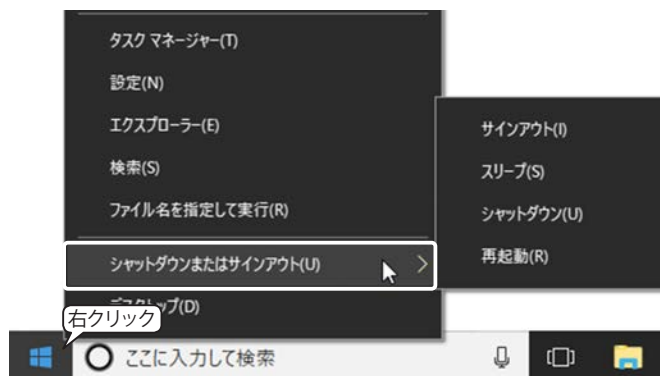 タスク マネージャー(T)
設定(N)
エクスプローラー(E)
検索(S)
ファイル名を指定して実行(R)
シャットダウンまたはサインアウト(U)
デスクトップ(D)
サインアウト(I)
スリープ(S)
シャットダウン(U)
再起動(R)
右クリック
ここに入力して検索